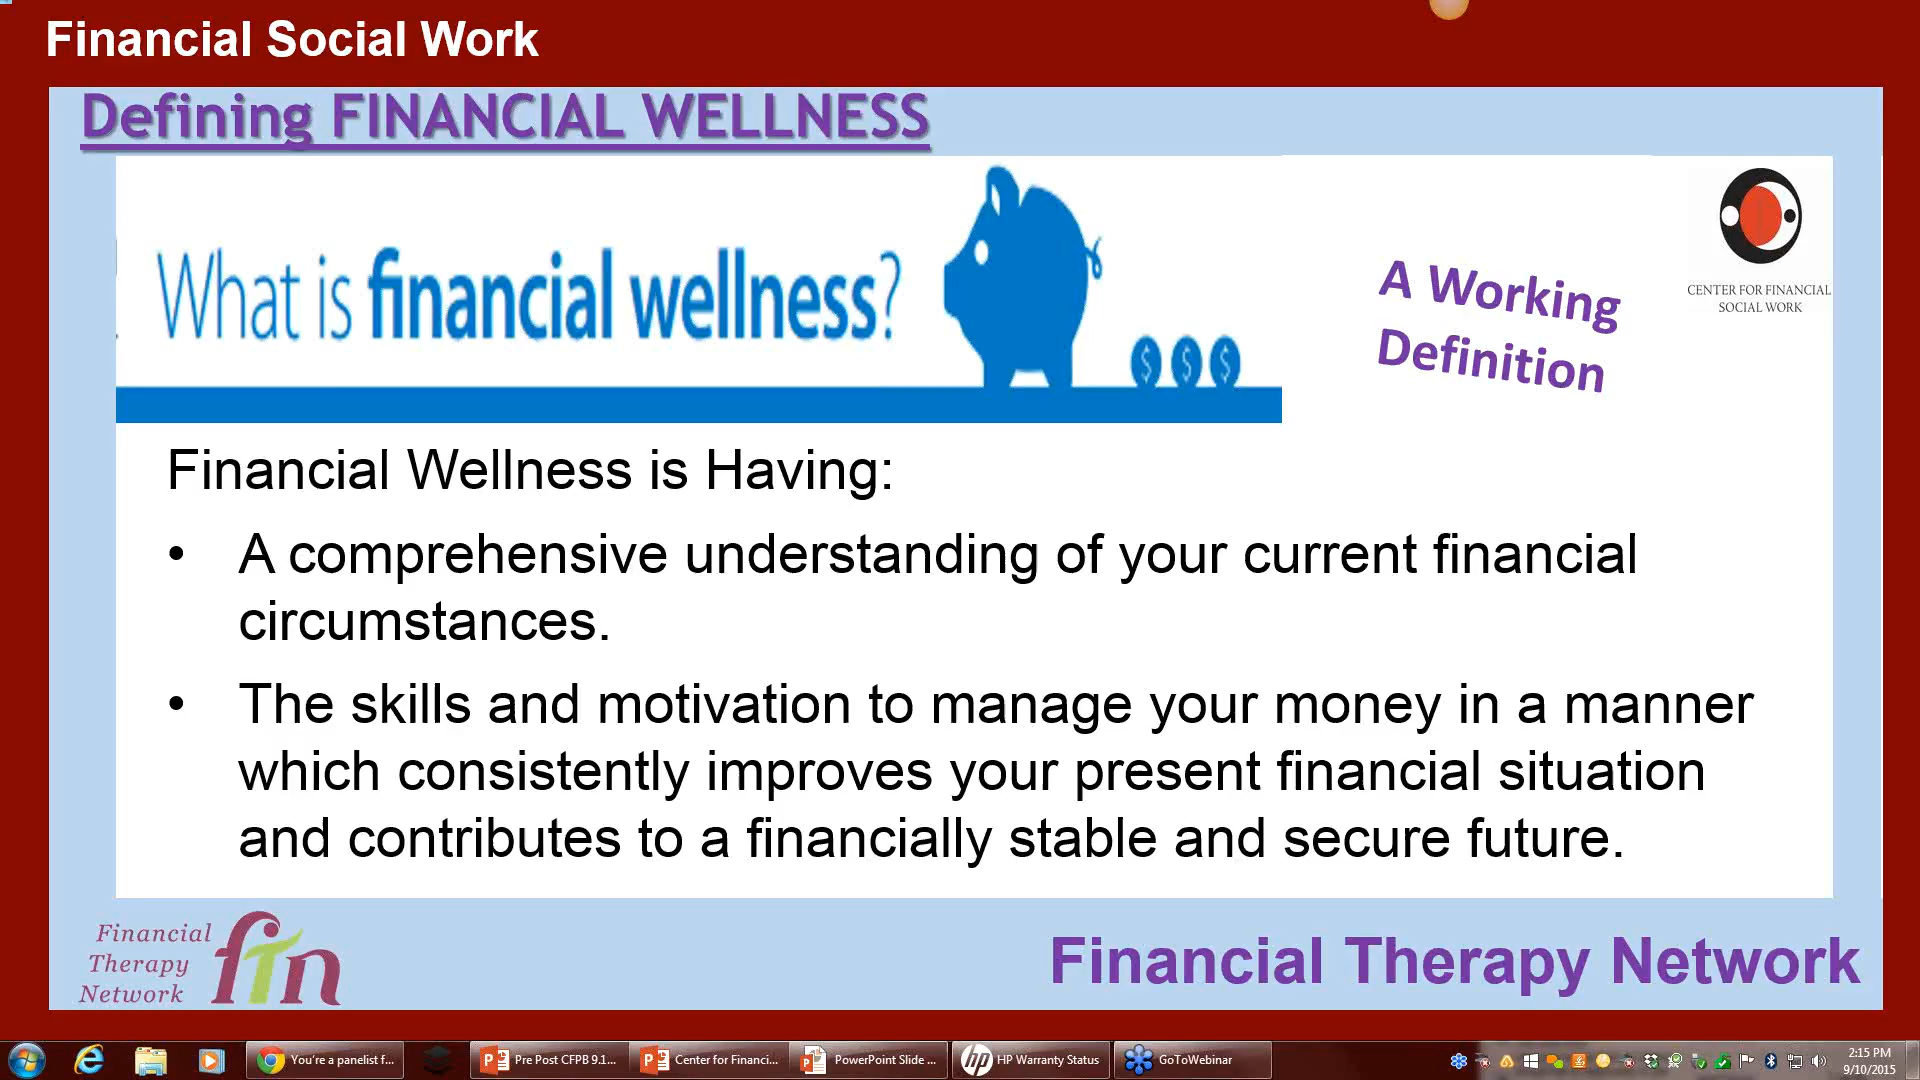 Financial Social Work
Defining FINANCIAL WELLNESS
What is financial wellness?
A Working
Definition
CENTER FOR FINANCIAL
SOCIAL WORK
Financial Wellness is Having:
• A comprehensive understanding of your current financial
circumstances.
• The skills and motivation to manage your money in a manner
which consistently improves your present financial situation
and contributes to a financially stable and secure future.
Financial
Therapy
Network
fTn
Financial Therapy Network
You're a panelist f...
Pre Post CFPB 9.1...
Center for Financi...
PowerPoint Slide ...
HP Warranty Status
GoToWebinar
2:15 PM
9/10/2015